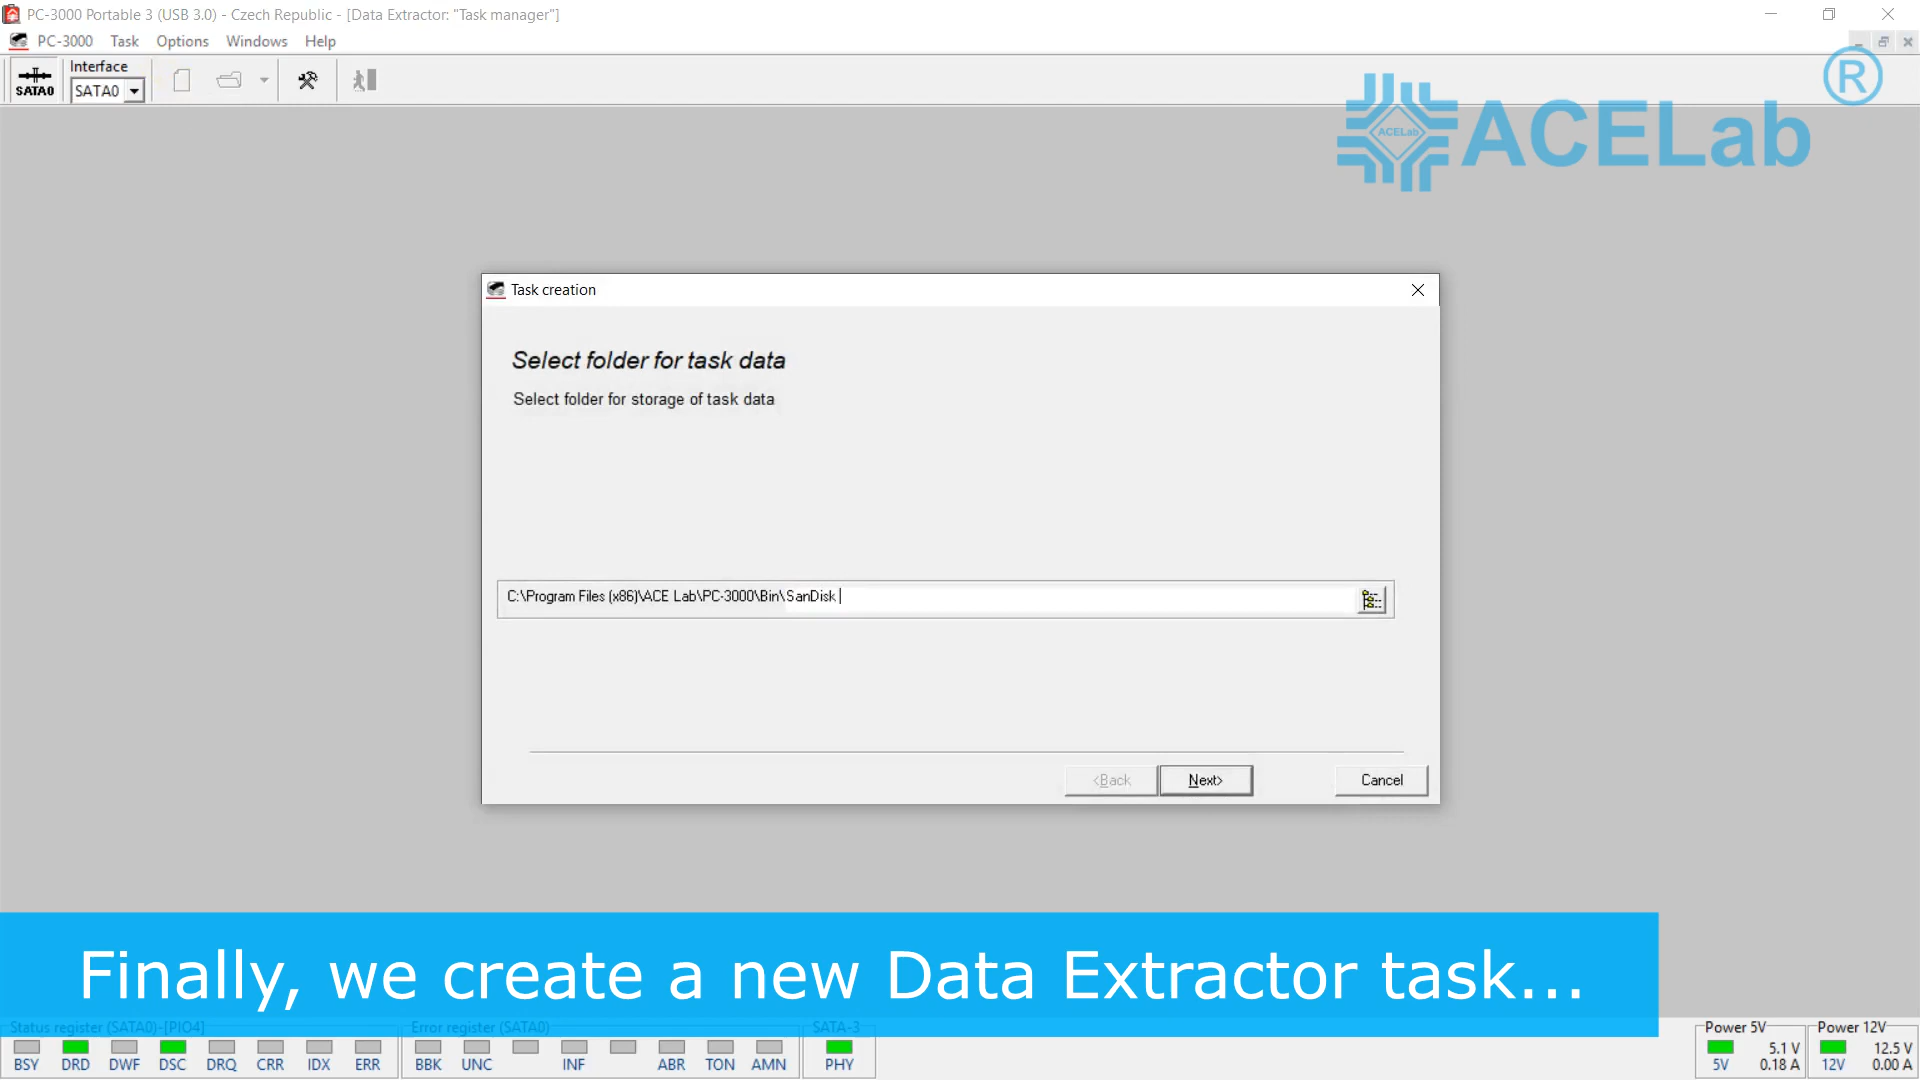 PC-3000 Portable 3 (USB 3.0) - Czech Republic - [Data Extractor: "Task manager"]
PC-3000 Task Options Windows Help
SATA0
Interface
SATA0
ACELab
ACELab ®
Task creation
Select folder for task data
Select folder for storage of task data
C:\Program Files (x86)\ACE Lab\PC-3000\Bin\SanDisk
<Back Next> Cancel
Finally, we create a new Data Extractor task...
Status register (SATA0)-[PIO4]
BSY DRD DWF DSC DRQ CRR IDX ERR
Error register (SATA0)
BBK UNC INF ABR TON AMN
SATA-3
PHY
Power 5V
5.1 V
5V 0.18 A
Power 12V
12.5 V
12V 0.00 A